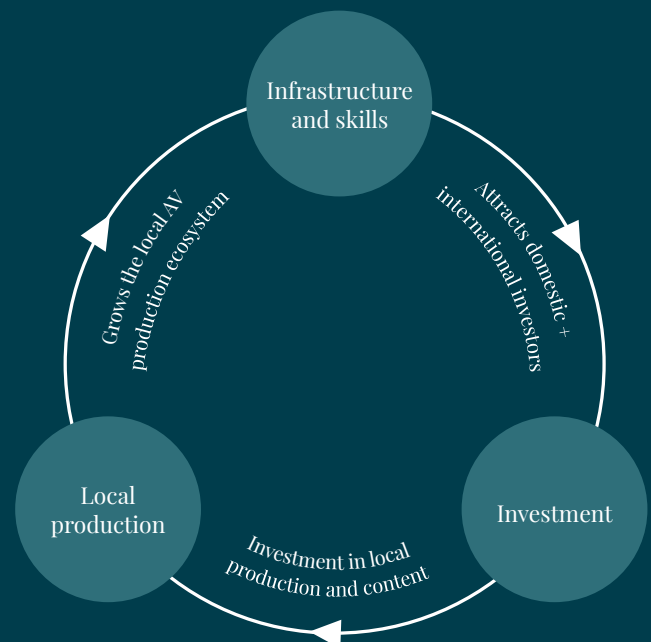 Infrastructure
and skills
Attracts domestic +
international investors
Investment
Investment in local
production and content
Local
production
Grows the local AV
production ecosystem